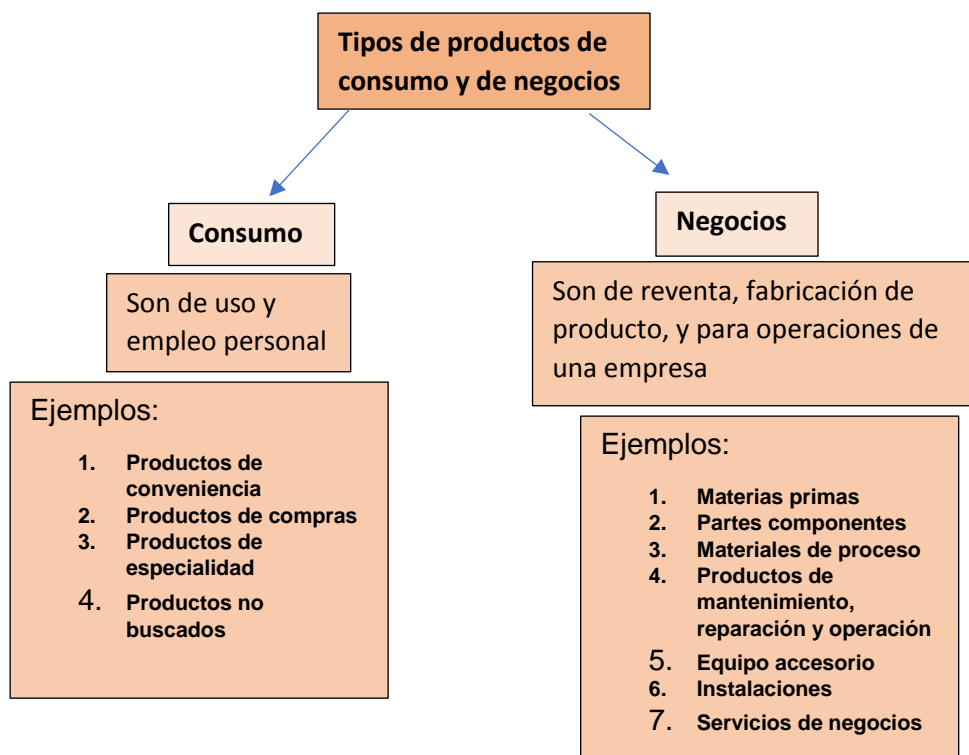 Tipos de productos de
consumo y de negocios
Consumo
Son de uso y
empleo personal
Ejemplos:
1. Productos de
conveniencia
2. Productos de compras
3. Productos de
especialidad
4. Productos no
buscados
Negocios
Son de reventa, fabricación de
producto, y para operaciones de
una empresa
Ejemplos:
1. Materias primas
2. Partes componentes
3. Materiales de proceso
4. Productos de
mantenimiento,
reparación y operación
5. Equipo accesorio
6. Instalaciones
7. Servicios de negocios